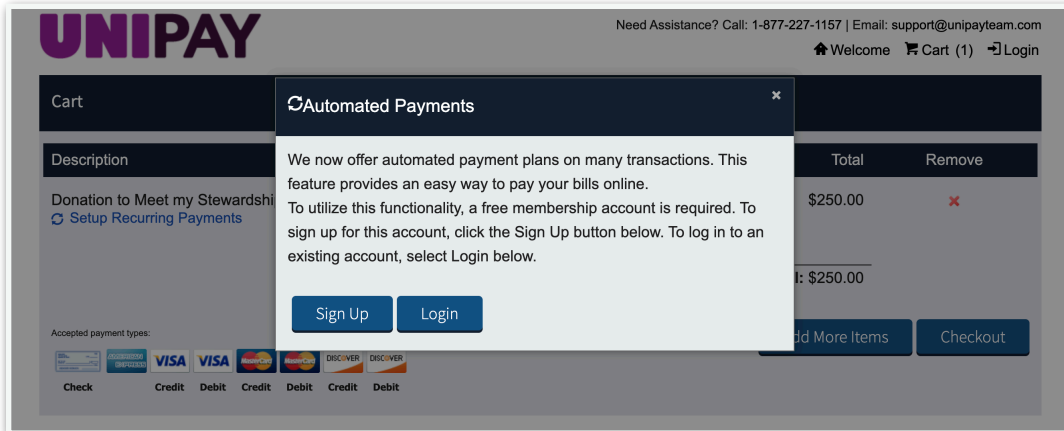 UNIPAY
Need Assistance? Call: 1-877-227-1157 | Email: support@unipayteam.com
Welcome Cart (1) Login
Cart
Automated Payments
×
Description
Total
Remove
We now offer automated payment plans on many transactions. This
feature provides an easy way to pay your bills online.
To utilize this functionality, a free membership account is required. To
sign up for this account, click the Sign Up button below. To log in to an
existing account, select Login below.
Sign Up
Login
Donation to Meet my Stewardshi
$250.00
Setup Recurring Payments
l: $250.00
dd More Items
Checkout
Accepted payment types:
AMERICAN EXPRESS VISA VISA MasterCard MasterCard DISCOVER DISCOVER
Check Credit Debit Credit Debit Credit Debit